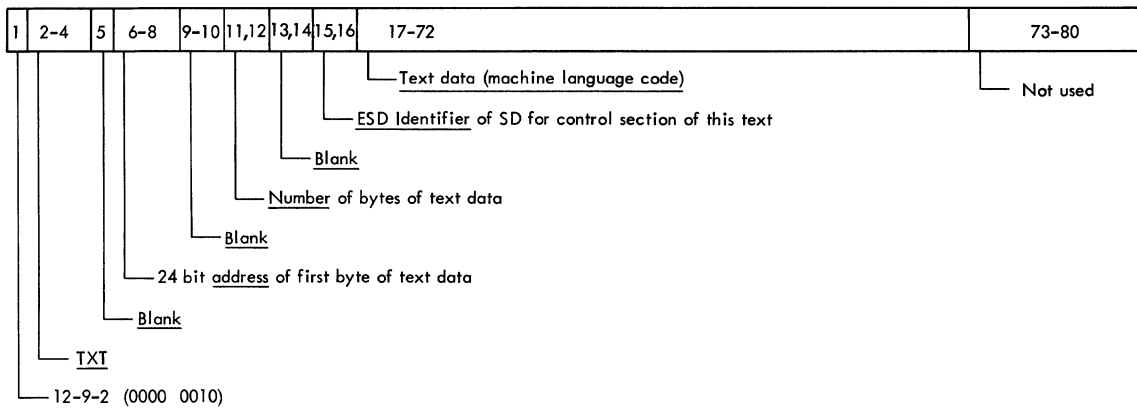 1 2-4 5 6-8 9-10 11,12 13,14 15,16 17-72 73-80
Text data (machine language code)
Not used
ESD Identifier of SD for control section of this text
Blank
Number of bytes of text data
Blank
24 bit address of first byte of text data
Blank
TXT
12-9-2 (0000 0010)